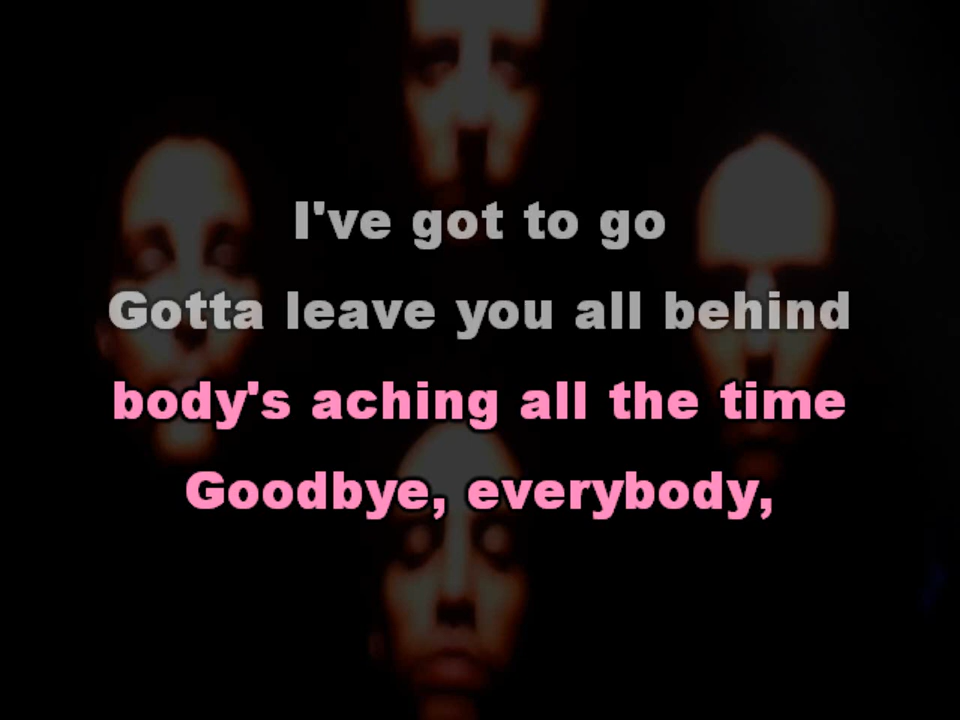 I've got to go
Gotta leave you all behind
body's aching all the time
Goodbye, everybody,